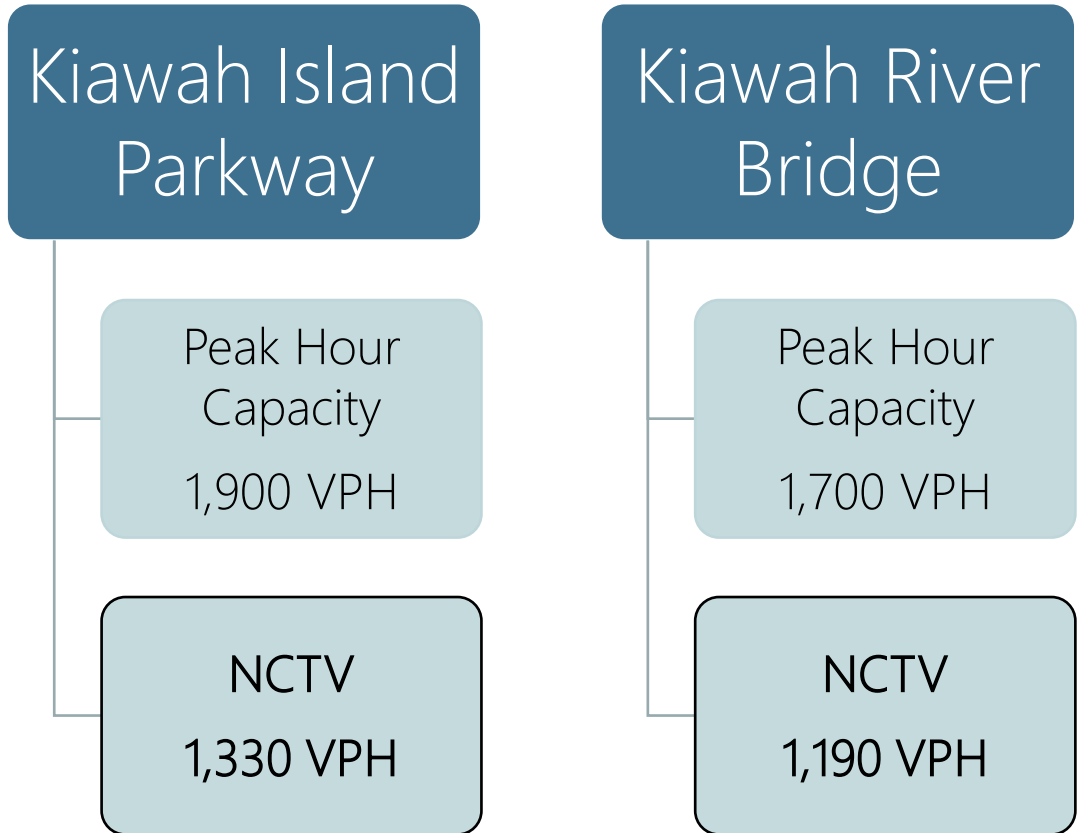 Kiawah Island
Parkway
Peak Hour
Capacity
1,900 VPH
NCTV
1,330 VPH
Kiawah River
Bridge
Peak Hour
Capacity
1,700 VPH
NCTV
1,190 VPH